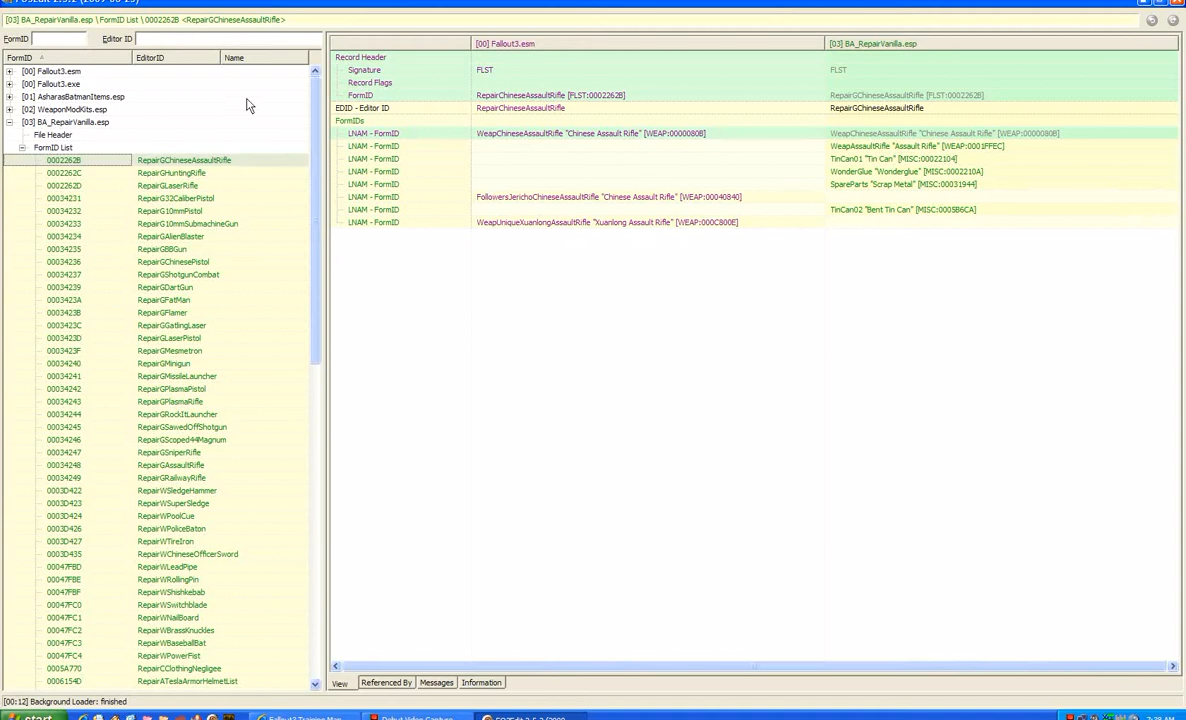 [03] BA_RepairVanilla.esp \ FormID List \ 0002262B <RepairGChineseAssaultRifle>
FormID Editor ID
FormID EditorID Name
[00] Fallout3.esm
[00] Fallout3.exe
[01] AsharasBatmanItems.esp
[02] WeaponModKits.esp
[03] BA_RepairVanilla.esp
File Header
FormID List
0002262B RepairGChineseAssaultRifle
0002262C RepairGHuntingRifle
0002262D RepairGLaserRifle
00034231 RepairG32CaliberPistol
00034232 RepairG10mmPistol
00034233 RepairG10mmSubmachineGun
00034234 RepairGAlienBlaster
00034235 RepairGBBGun
00034236 RepairGChinesePistol
00034237 RepairGShotgunCombat
00034239 RepairGDartGun
0003423A RepairGFatMan
0003423B RepairGFlamer
0003423C RepairGGatlingLaser
0003423D RepairGLaserPistol
0003423F RepairGMesmetron
00034240 RepairGMinigun
00034241 RepairGMissileLauncher
00034242 RepairGPlasmaPistol
00034243 RepairGPlasmaRifle
00034244 RepairGRockItLauncher
00034245 RepairGSawedOffShotgun
00034246 RepairGScoped44Magnum
00034247 RepairGSniperRifle
00034248 RepairGAssaultRifle
00034249 RepairGRailwayRifle
0003D422 RepairWSledgeHammer
0003D423 RepairWSuperSledge
0003D424 RepairWPoolCue
0003D426 RepairWPoliceBaton
0003D427 RepairWTireIron
0003D435 RepairWChineseOfficerSword
00047FBD RepairWLeadPipe
00047FBE RepairWRollingPin
00047FBF RepairWShishkebab
00047FC0 RepairWSwitchblade
00047FC1 RepairWNailBoard
00047FC2 RepairWBrassKnuckles
00047FC3 RepairWBaseballBat
00047FC4 RepairWPowerFist
0005A770 RepairCClothingNegligee
0006154D RepairATeslaArmorHelmetList
[00] Fallout3.esm [03] BA_RepairVanilla.esp
Record Header
Signature FLST FLST
Record Flags
FormID RepairChineseAssaultRifle [FLST:0002262B] RepairGChineseAssaultRifle [FLST:0002262B]
EDID - Editor ID RepairChineseAssaultRifle RepairGChineseAssaultRifle
FormIDs
LNAM - FormID WeapChineseAssaultRifle "Chinese Assault Rifle" [WEAP:0000080B] WeapChineseAssaultRifle "Chinese Assault Rifle" [WEAP:0000080B]
LNAM - FormID WeapAssaultRifle "Assault Rifle" [WEAP:0001FFEC]
LNAM - FormID TinCan01 "Tin Can" [MISC:00022104]
LNAM - FormID WonderGlue "Wonderglue" [MISC:0002210A]
LNAM - FormID SpareParts "Scrap Metal" [MISC:00031944]
LNAM - FormID FollowersJerichoChineseAssaultRifle "Chinese Assault Rifle" [WEAP:00040840]
LNAM - FormID TinCan02 "Bent Tin Can" [MISC:0005B6CA]
LNAM - FormID WeapUniqueXuanlongAssaultRifle "Xuanlong Assault Rifle" [WEAP:000C800E]
View Referenced By Messages Information
[00:12] Background Loader: finished
start